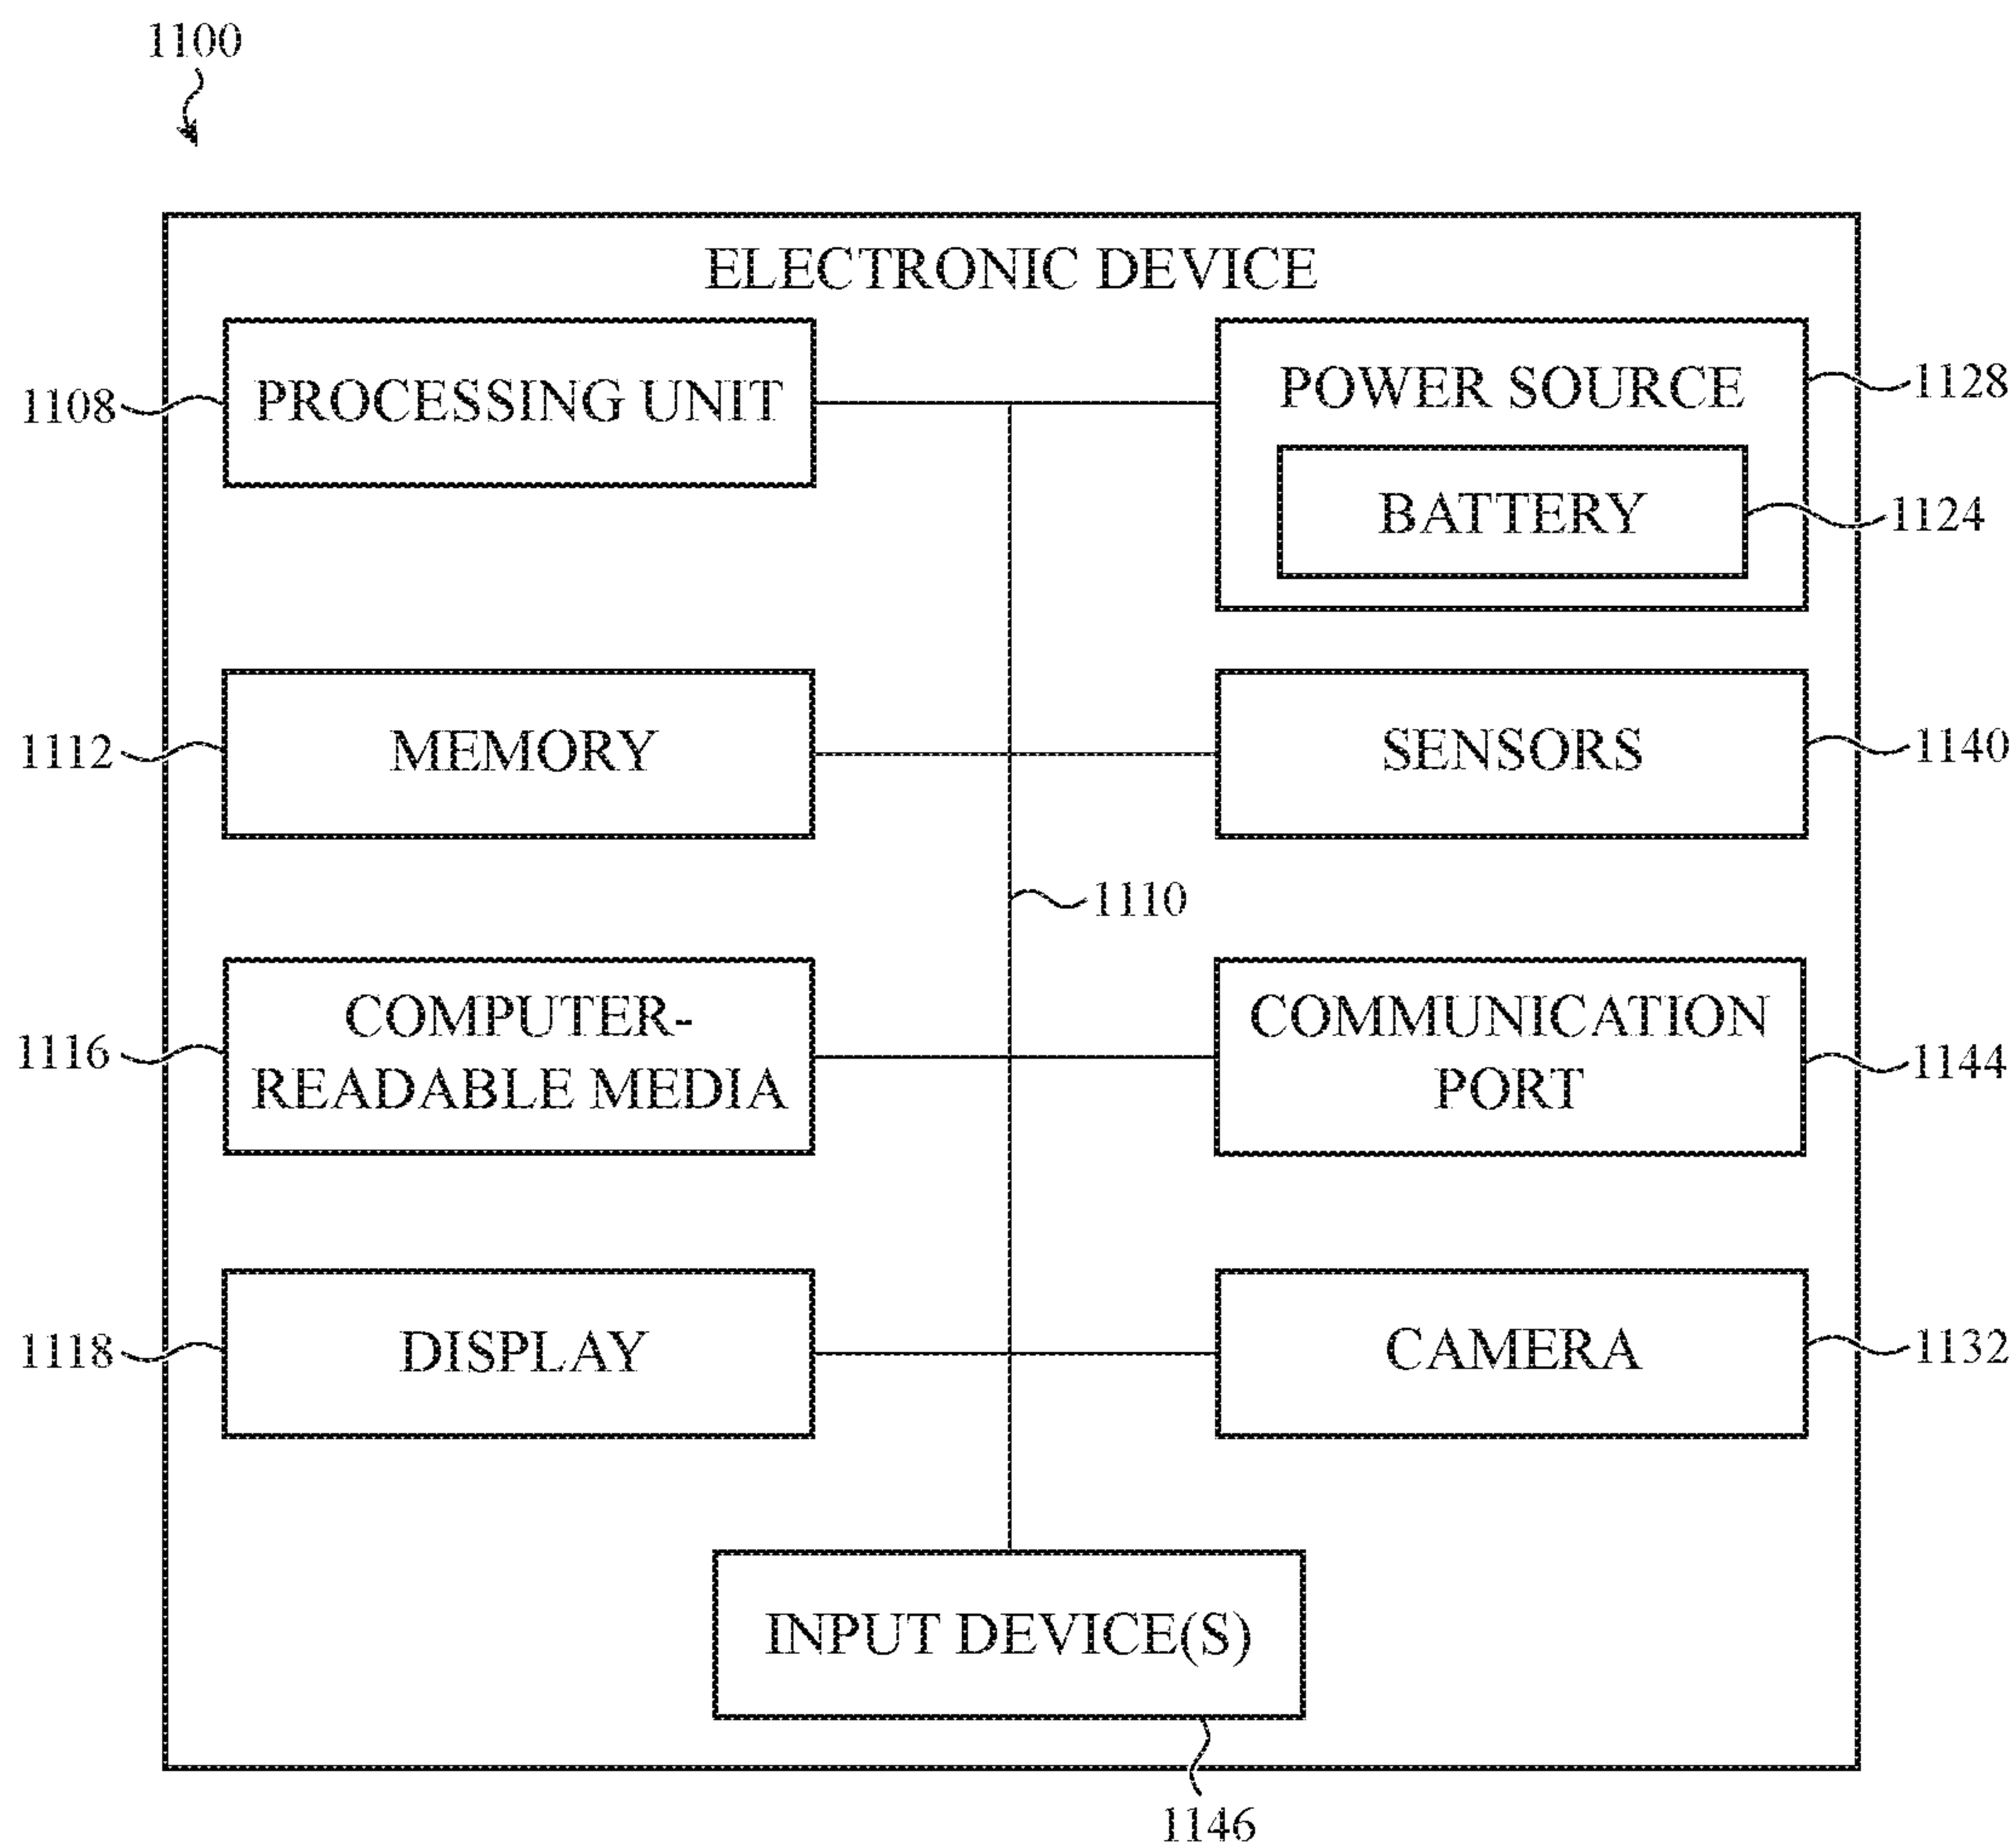 1100
ELECTRONIC DEVICE
1108
PROCESSING UNIT
POWER SOURCE
1128
BATTERY
1124
1112
MEMORY
SENSORS
1140
1110
1116
COMPUTER-
READABLE MEDIA
COMMUNICATION
PORT
1144
1118
DISPLAY
CAMERA
1132
INPUT DEVICE(S)
1146